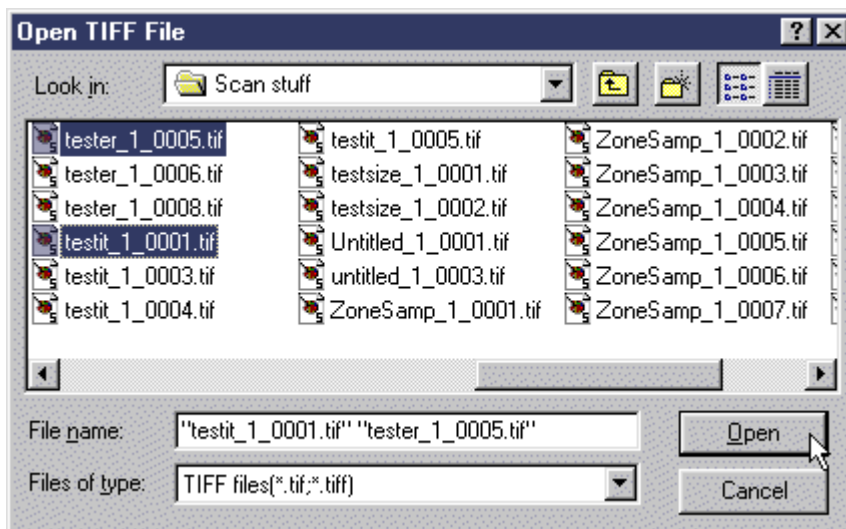 Open TIFF File
Look in: Scan stuff
tester_1_0005.tif testit_1_0005.tif ZoneSamp_1_0002.tif
tester_1_0006.tif testsize_1_0001.tif ZoneSamp_1_0003.tif
tester_1_0008.tif testsize_1_0002.tif ZoneSamp_1_0004.tif
testit_1_0001.tif Untitled_1_0001.tif ZoneSamp_1_0005.tif
testit_1_0003.tif untitled_1_0003.tif ZoneSamp_1_0006.tif
testit_1_0004.tif ZoneSamp_1_0001.tif ZoneSamp_1_0007.tif
File name: "testit_1_0001.tif" "tester_1_0005.tif" Open
Files of type: TIFF files(*.tif;*.tiff) Cancel